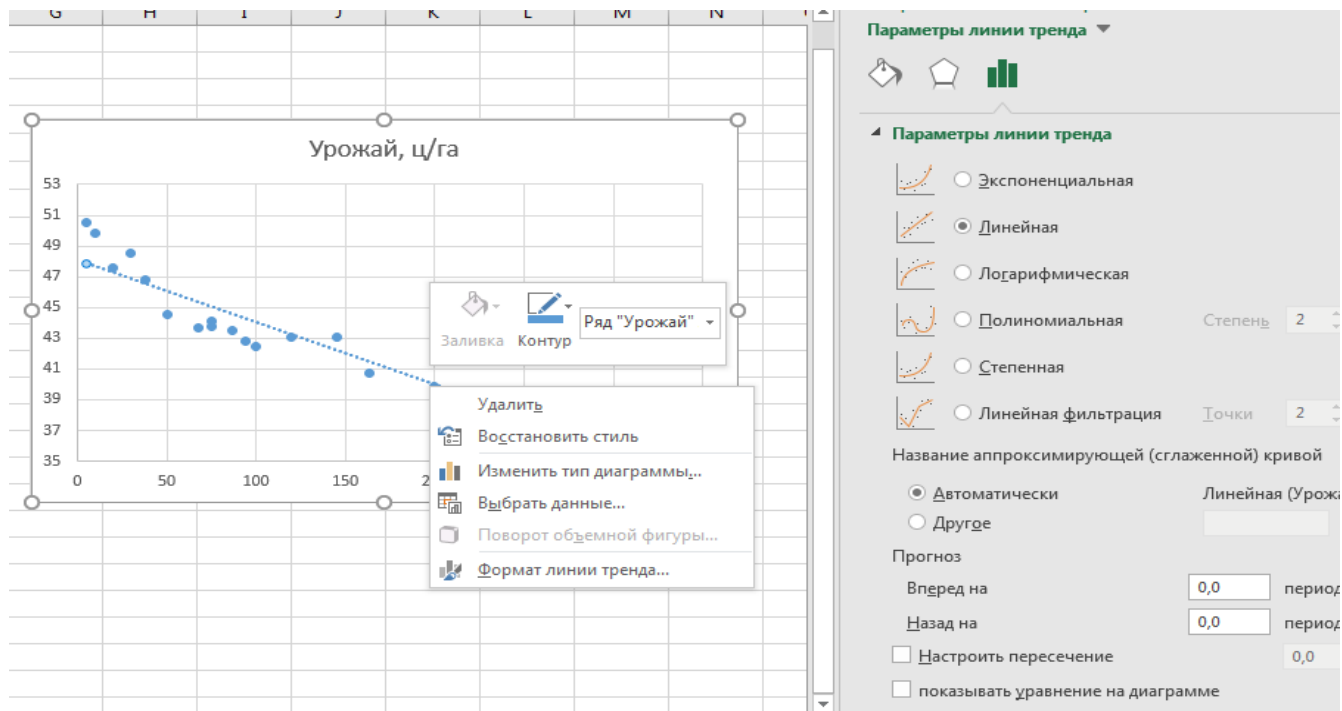 G H I J K L M N
Урожай, ц/га
53
51
49
47
45
43
41
39
37
35
0 50 100 150 2
Заливка Контур Ряд "Урожай"
Удалить
Восстановить стиль
Изменить тип диаграммы...
Выбрать данные...
Поворот объемной фигуры...
Формат линии тренда...
Параметры линии тренда
Параметры линии тренда
Экспоненциальная
Линейная
Логарифмическая
Полиномиальная Степень 2
Степенная
Линейная фильтрация Точки 2
Название аппроксимирующей (сглаженной) кривой
Автоматически Линейная (Урожа
Другое
Прогноз
Вперед на 0,0 период
Назад на 0,0 период
Настроить пересечение 0,0
показывать уравнение на диаграмме